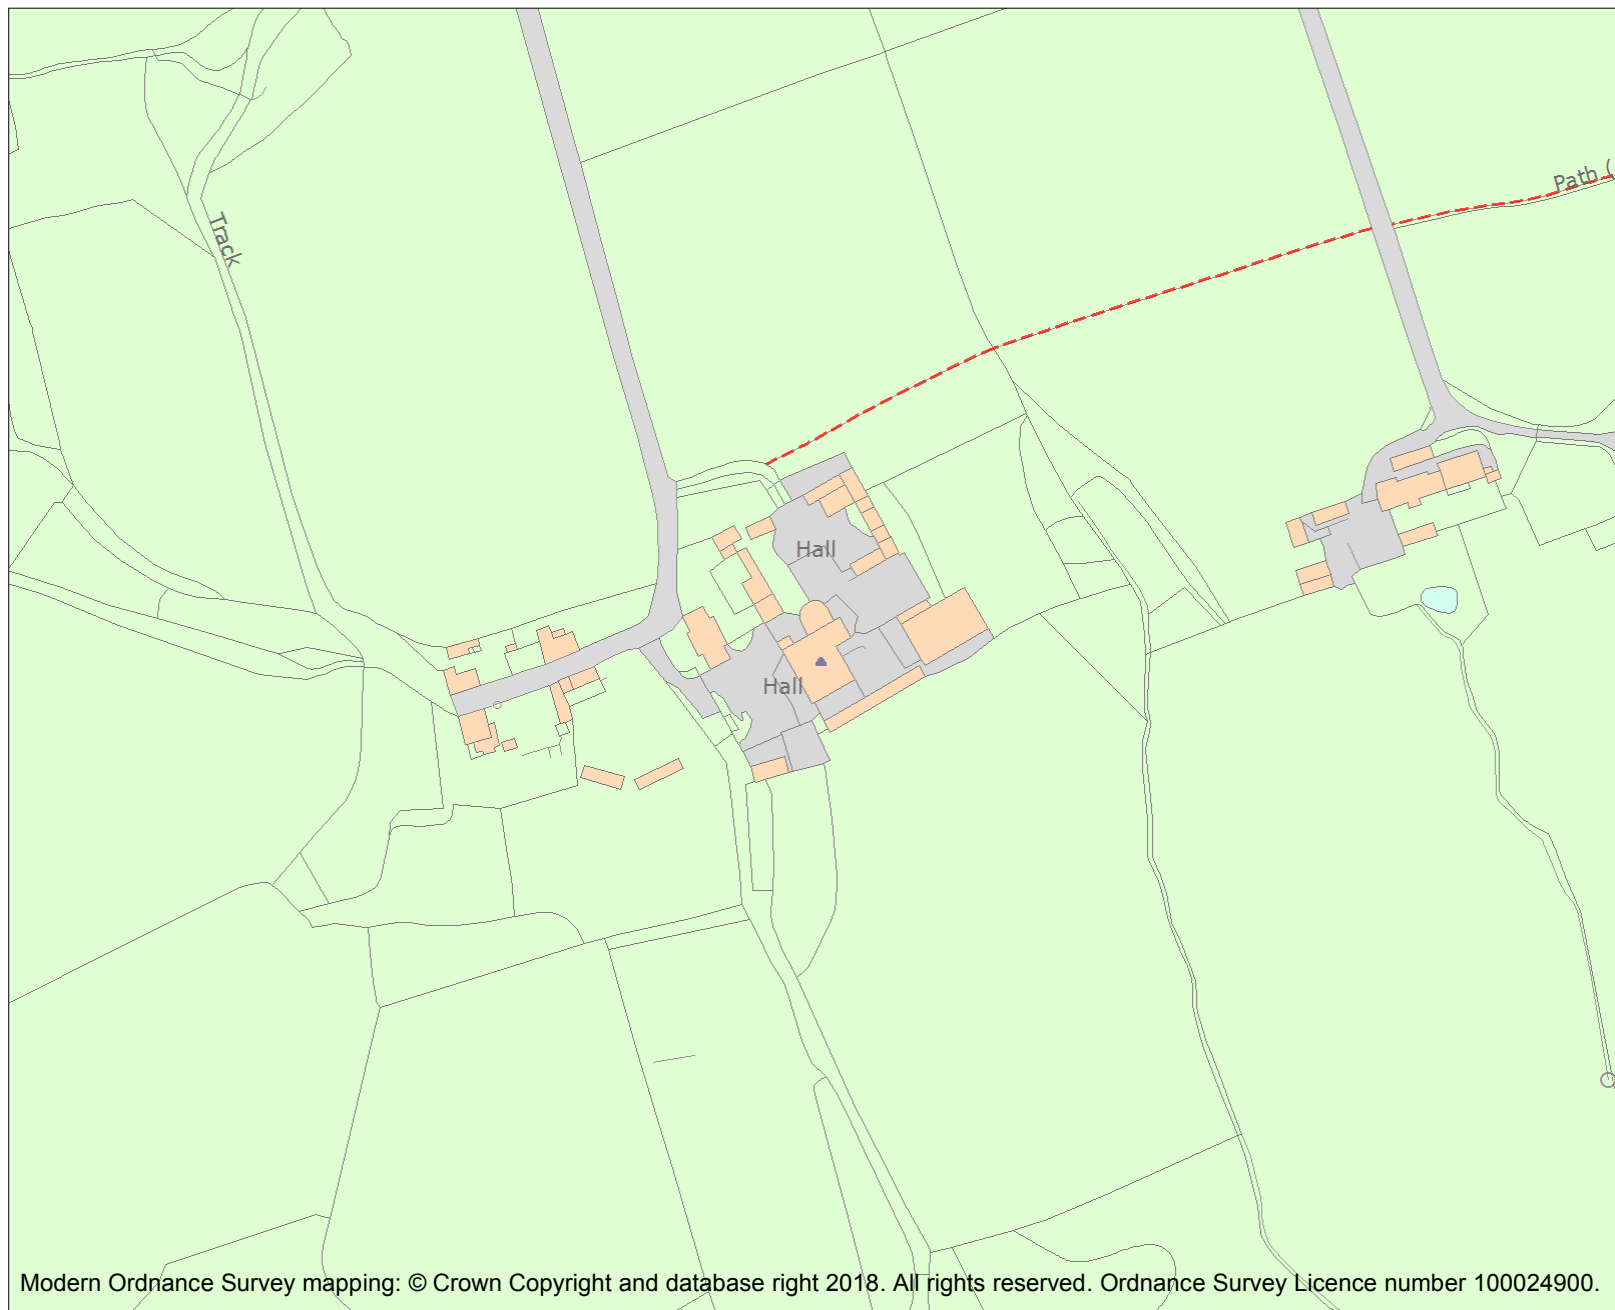 Path (
Track
Hall
Hall
Modern Ordnance Survey mapping: © Crown Copyright and database right 2018. All rights reserved. Ordnance Survey Licence number 100024900.